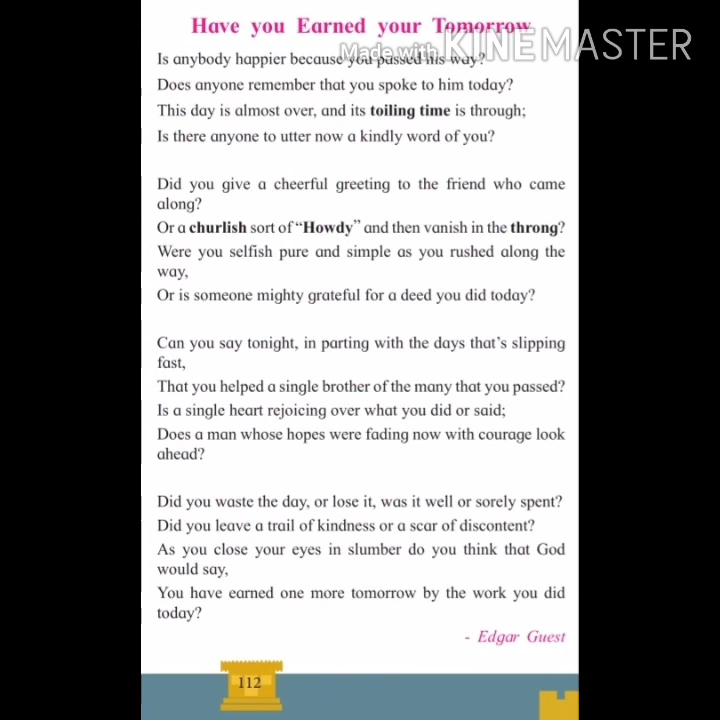 Have you Earned your Tomorrow
Made with KINEMASTER
Is anybody happier because you passed his way?
Does anyone remember that you spoke to him today?
This day is almost over, and its toiling time is through;
Is there anyone to utter now a kindly word of you?
Did you give a cheerful greeting to the friend who came
along?
Or a churlish sort of “Howdy” and then vanish in the throng?
Were you selfish pure and simple as you rushed along the
way,
Or is someone mighty grateful for a deed you did today?
Can you say tonight, in parting with the days that's slipping
fast,
That you helped a single brother of the many that you passed?
Is a single heart rejoicing over what you did or said;
Does a man whose hopes were fading now with courage look
ahead?
Did you waste the day, or lose it, was it well or sorely spent?
Did you leave a trail of kindness or a scar of discontent?
As you close your eyes in slumber do you think that God
would say,
You have earned one more tomorrow by the work you did
today?
- Edgar Guest
112